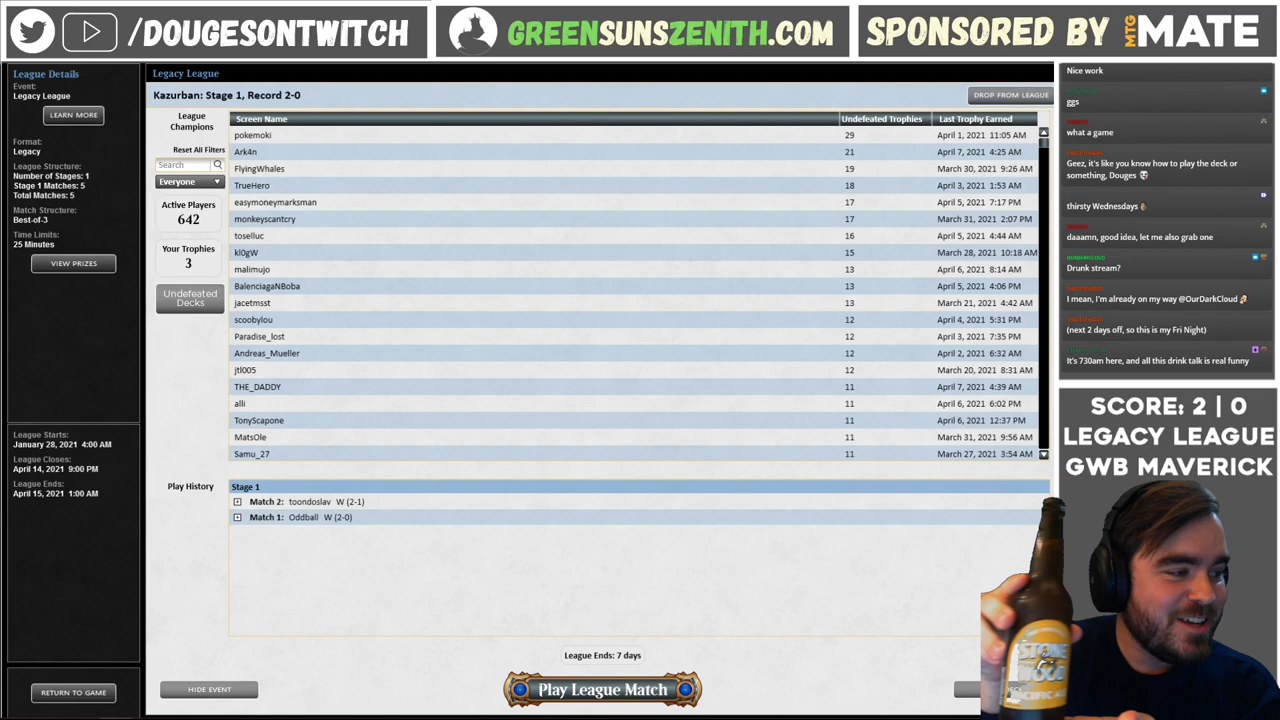 /DOUGESONTWITCH
GREENSUNSZENITH.COM
SPONSORED BY MTG MATE
League Details
Event:
Legacy League
LEARN MORE
Format:
Legacy
League Structure:
Number of Stages: 1
Stage 1 Matches: 5
Total Matches: 5
Match Structure:
Best-of-3
Time Limits:
25 Minutes
VIEW PRIZES
League Starts:
January 28, 2021 4:00 AM
League Closes:
April 14, 2021 9:00 PM
League Ends:
April 15, 2021 1:00 AM
RETURN TO GAME
Legacy League
Kazurban: Stage 1, Record 2-0
DROP FROM LEAGUE
League
Champions
Reset All Filters
Search
Everyone
Active Players
642
Your Trophies
3
Undefeated
Decks
Screen Name Undefeated Trophies Last Trophy Earned
pokemoki 29 April 1, 2021 11:05 AM
Ark4n 21 April 7, 2021 4:25 AM
FlyingWhales 19 March 30, 2021 9:26 AM
TrueHero 18 April 3, 2021 1:53 AM
easymoneymarksman 17 April 5, 2021 7:17 PM
monkeyscantcry 17 March 31, 2021 2:07 PM
toselluc 16 April 5, 2021 4:44 AM
kl0gW 15 March 28, 2021 10:18 AM
malimujo 13 April 6, 2021 8:14 AM
BalenciagaNBoba 13 April 5, 2021 4:06 PM
jacetmsst 13 March 21, 2021 4:42 AM
scoobylou 12 April 4, 2021 5:31 PM
Paradise_lost 12 April 3, 2021 7:35 PM
Andreas_Mueller 12 April 2, 2021 6:32 AM
jtl005 12 March 20, 2021 8:31 AM
THE_DADDY 11 April 7, 2021 4:39 AM
alli 11 April 6, 2021 6:02 PM
TonyScapone 11 April 6, 2021 12:37 PM
MatsOle 11 March 31, 2021 9:56 AM
Samu_27 11 March 27, 2021 3:54 AM
Play History
Stage 1
Match 2: toondoslav W (2-1)
Match 1: Oddball W (2-0)
League Ends: 7 days
HIDE EVENT
Play League Match
Nice work
ggs
what a game
Geez, it's like you know how to play the deck or
something, Douges
thirsty Wednesdays
daaamn, good idea, let me also grab one
Drunk stream?
I mean, I'm already on my way @OurDarkCloud
(next 2 days off, so this is my Fri Night)
It's 730am here, and all this drink talk is real funny
SCORE: 2 | 0
LEGACY LEAGUE
GWB MAVERICK
STONE
WOOD
PACIFIC ALE